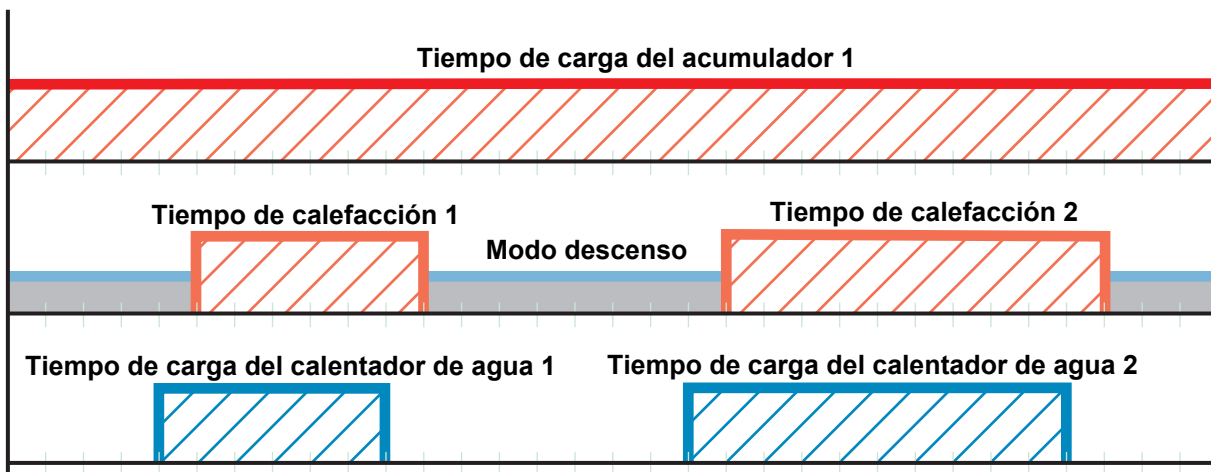 Tiempo de carga del acumulador 1
Tiempo de calefacción 1
Tiempo de calefacción 2
Modo descenso
Tiempo de carga del calentador de agua 1
Tiempo de carga del calentador de agua 2